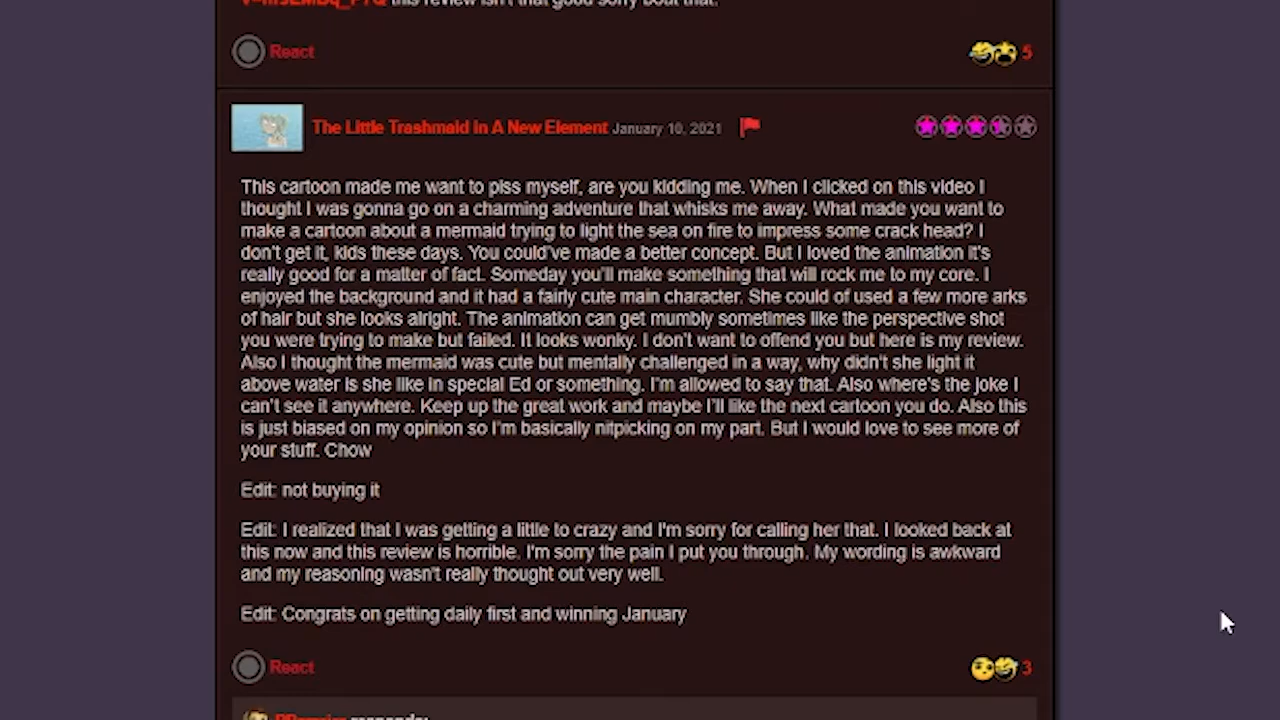 this review isn't that good sorry bout that.
React
5
The Little Trashmaid In A New Element January 10, 2021
This cartoon made me want to piss myself, are you kidding me. When I clicked on this video I
thought I was gonna go on a charming adventure that whisks me away. What made you want to
make a cartoon about a mermaid trying to light the sea on fire to impress some crack head? I
don't get it, kids these days. You could've made a better concept. But I loved the animation it's
really good for a matter of fact. Someday you'll make something that will rock me to my core. I
enjoyed the background and it had a fairly cute main character. She could of used a few more arks
of hair but she looks alright. The animation can get mumbly sometimes like the perspective shot
you were trying to make but failed. It looks wonky. I don't want to offend you but here is my review.
Also I thought the mermaid was cute but mentally challenged in a way, why didn't she light it
above water is she like in special Ed or something. I'm allowed to say that. Also where's the joke I
can't see it anywhere. Keep up the great work and maybe I'll like the next cartoon you do. Also this
is just biased on my opinion so I'm basically nitpicking on my part. But I would love to see more of
your stuff. Chow
Edit: not buying it
Edit: I realized that I was getting a little to crazy and I'm sorry for calling her that. I looked back at
this now and this review is horrible. I'm sorry the pain I put you through. My wording is awkward
and my reasoning wasn't really thought out very well.
Edit: Congrats on getting daily first and winning January
React
3
responds: